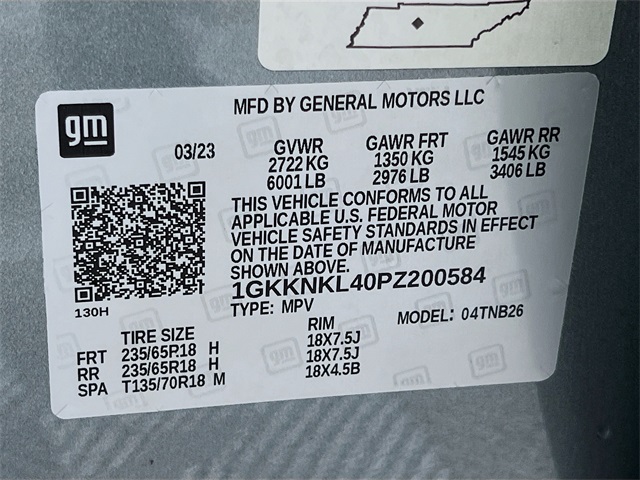 gm
MFD BY GENERAL MOTORS LLC
03/23 GVWR GAWR FRT GAWR RR
2722 KG 1350 KG 1545 KG
6001 LB 2976 LB 3406 LB
THIS VEHICLE CONFORMS TO ALL
APPLICABLE U.S. FEDERAL MOTOR
VEHICLE SAFETY STANDARDS IN EFFECT
ON THE DATE OF MANUFACTURE
SHOWN ABOVE.
1GKKNKL40PZ200584
130H
TYPE: MPV MODEL: 04TNB26
TIRE SIZE RIM
FRT 235/65P18 H 18X7.5J
RR 235/65R18 H 18X7.5J
SPA T135/70R18 M 18X4.5B